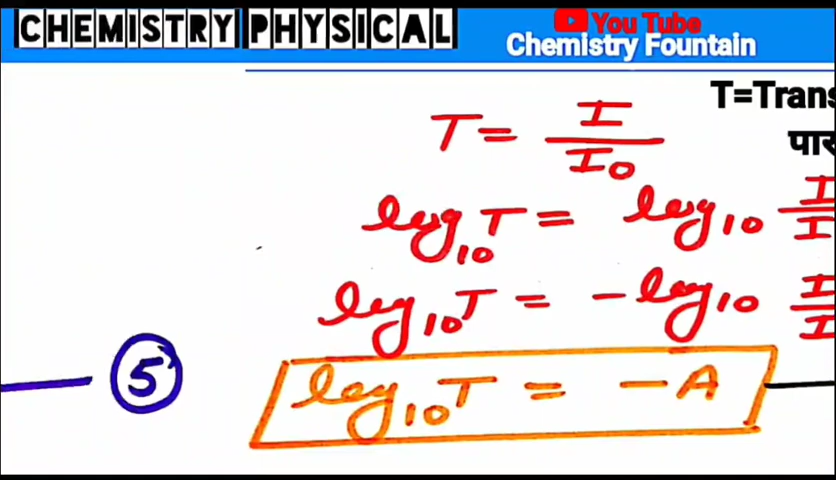 CHEMISTRY PHYSICAL
You Tube
Chemistry Fountain
T=Trans
पार
T = I/I₀
log₁₀T = log₁₀ I/I
log₁₀T = -log₁₀ I/I
5
log₁₀T = -A